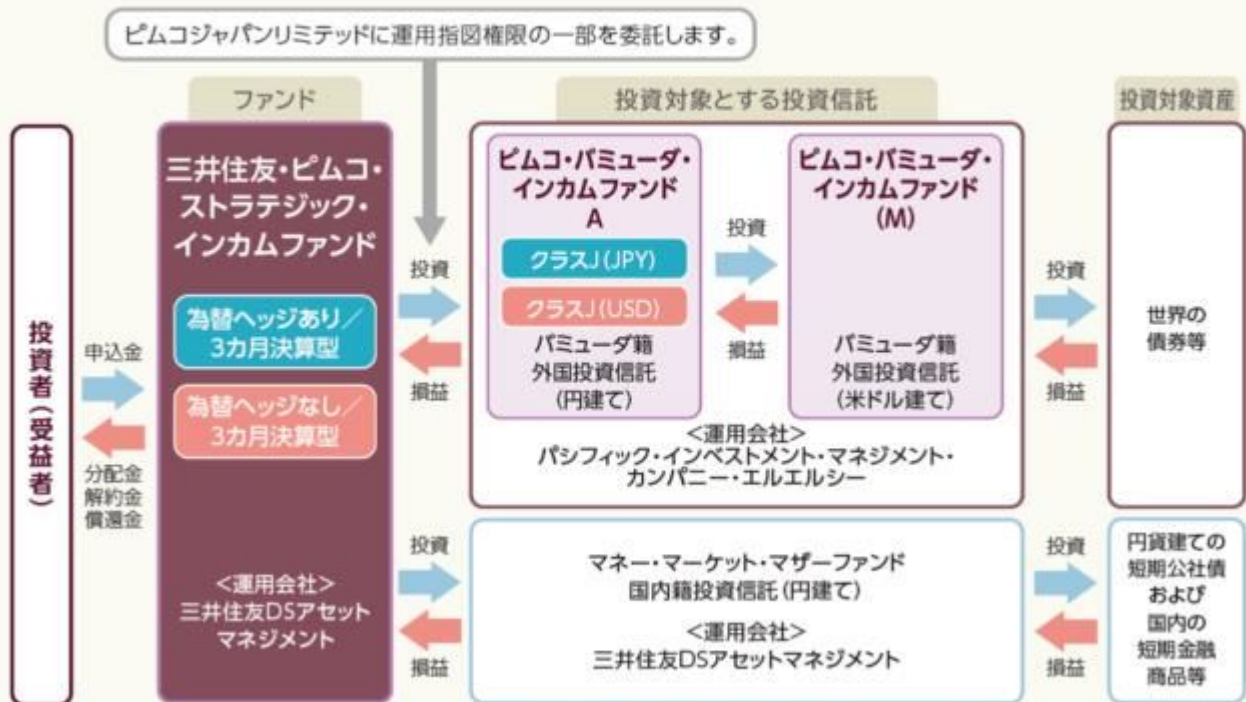 ピムコジャパンリミテッドに運用指図権限の一部を委託します。
ファンド
投資対象とする投資信託
投資対象資産
投資者(受益者)
申込金
分配金
解約金
償還金
三井住友・ピムコ・
ストラテジック・
インカムファンド
為替ヘッジあり/
3カ月決算型
為替ヘッジなし/
3カ月決算型
<運用会社>
三井住友DSアセット
マネジメント
投資
損益
ピムコ・バミューダ・
インカムファンド
A
クラスJ(JPY)
クラスJ(USD)
バミューダ籍
外国投資信託
(円建て)
投資
損益
ピムコ・バミューダ・
インカムファンド
(M)
バミューダ籍
外国投資信託
(米ドル建て)
<運用会社>
パシフィック・インベストメント・マネジメント・
カンパニー・エルエルシー
投資
損益
世界の
債券等
投資
損益
マネー・マーケット・マザーファンド
国内籍投資信託(円建て)
<運用会社>
三井住友DSアセットマネジメント
投資
損益
円貨建ての
短期公社債
および
国内の
短期金融
商品等